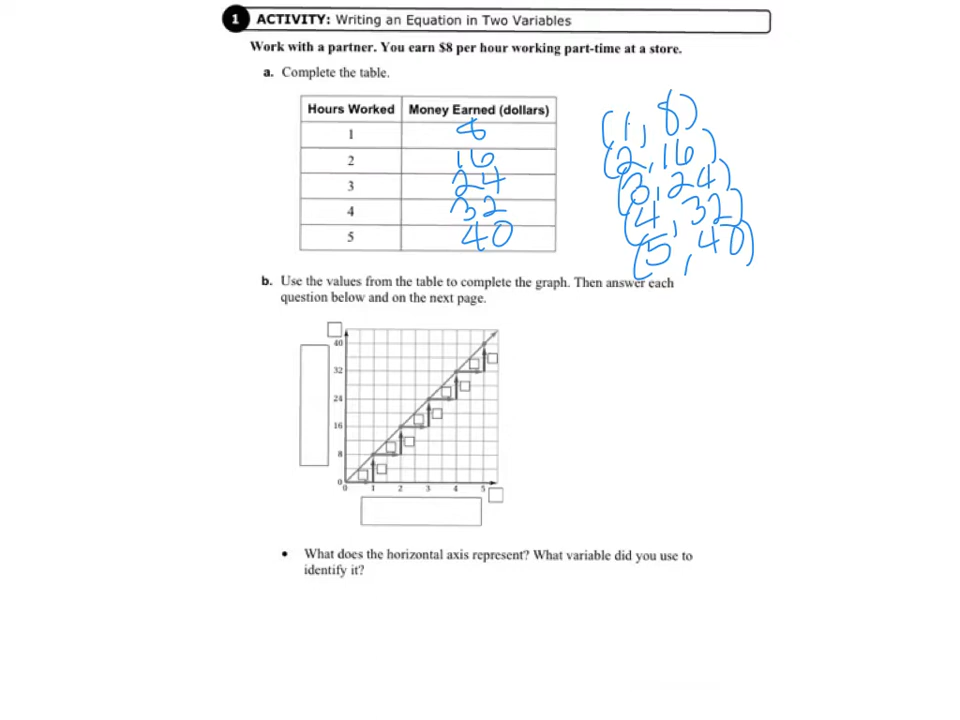 1 ACTIVITY: Writing an Equation in Two Variables
Work with a partner. You earn $8 per hour working part-time at a store.
a. Complete the table.
Hours Worked Money Earned (dollars)
1 8
2 16
3 24
4 32
5 40
(1, 8)
(2, 16)
(3, 24)
(4, 32)
(5, 40)
b. Use the values from the table to complete the graph. Then answer each
question below and on the next page.
40
32
24
16
8
0
0 1 2 3 4 5
• What does the horizontal axis represent? What variable did you use to
identify it?